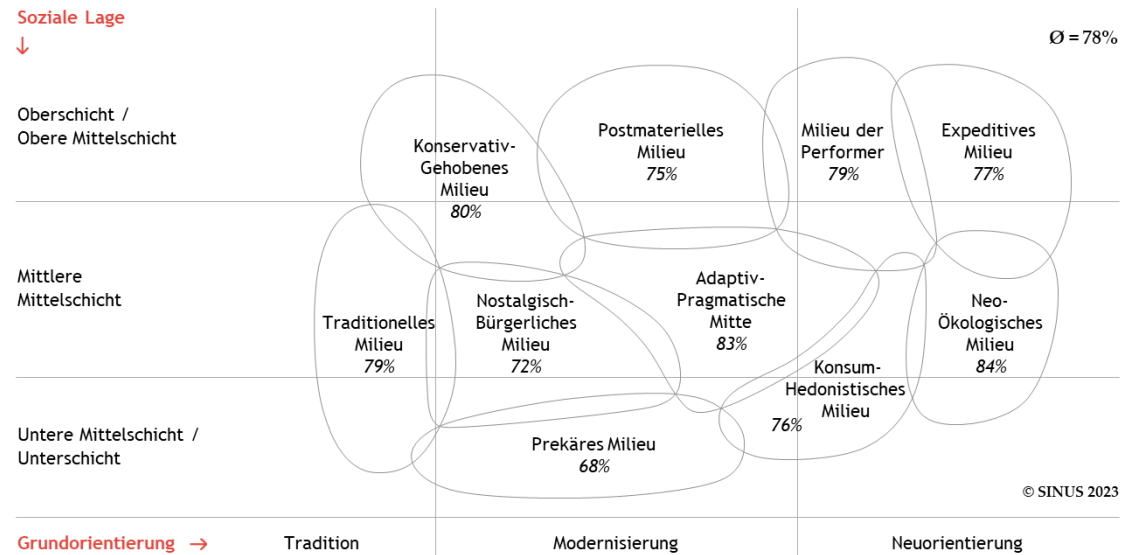 Soziale Lage
↓
Ø = 78%
Oberschicht /
Obere Mittelschicht
Konservativ-
Gehobenes
Milieu
80%
Postmaterielles
Milieu
75%
Milieu der
Performer
79%
Expeditives
Milieu
77%
Mittlere
Mittelschicht
Traditionelles
Milieu
79%
Nostalgisch-
Bürgerliches
Milieu
72%
Adaptiv-
Pragmatische
Mitte
83%
Konsum-
Hedonistisches
Milieu
76%
Neo-
Ökologisches
Milieu
84%
Untere Mittelschicht /
Unterschicht
Prekäres Milieu
68%
© SINUS 2023
Grundorientierung →
Tradition
Modernisierung
Neuorientierung